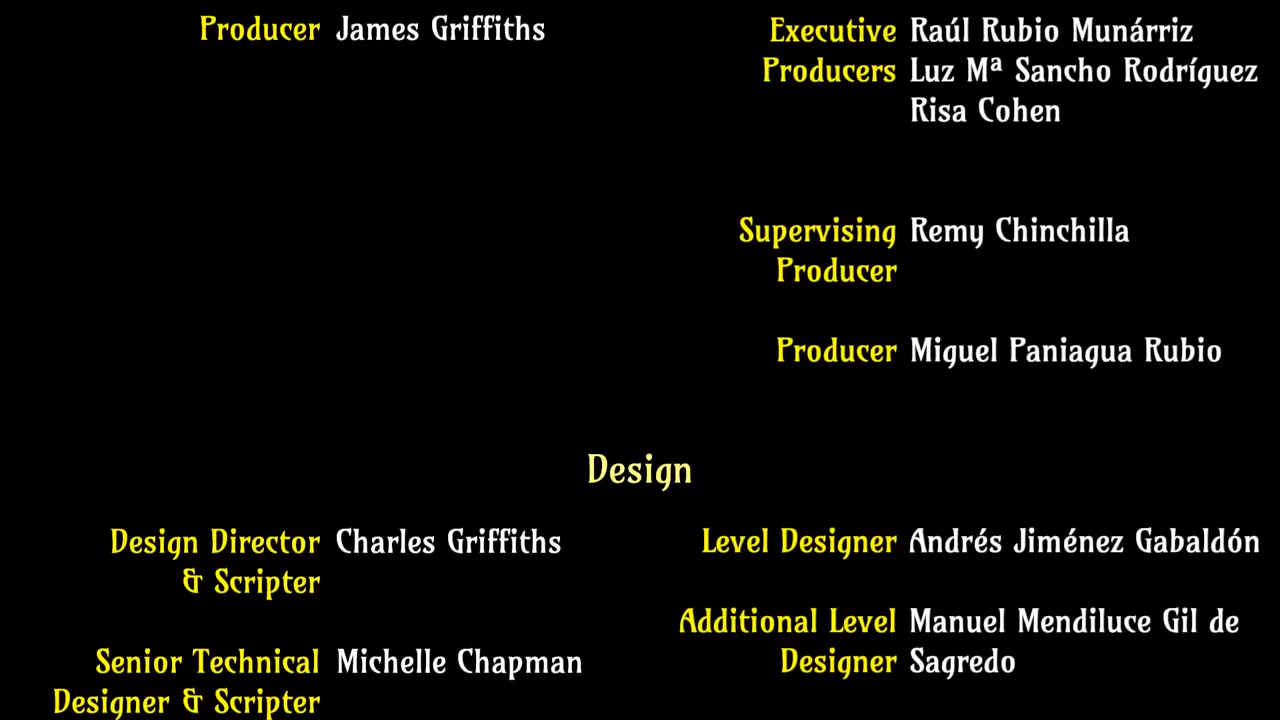 Producer James Griffiths
Executive Raúl Rubio Munárriz
Producers Luz Mª Sancho Rodríguez
Risa Cohen
Supervising Remy Chinchilla
Producer
Producer Miguel Paniagua Rubio
Design
Design Director Charles Griffiths
& Scripter
Senior Technical Michelle Chapman
Designer & Scripter
Level Designer Andrés Jiménez Gabaldón
Additional Level Manuel Mendiluce Gil de
Designer Sagredo